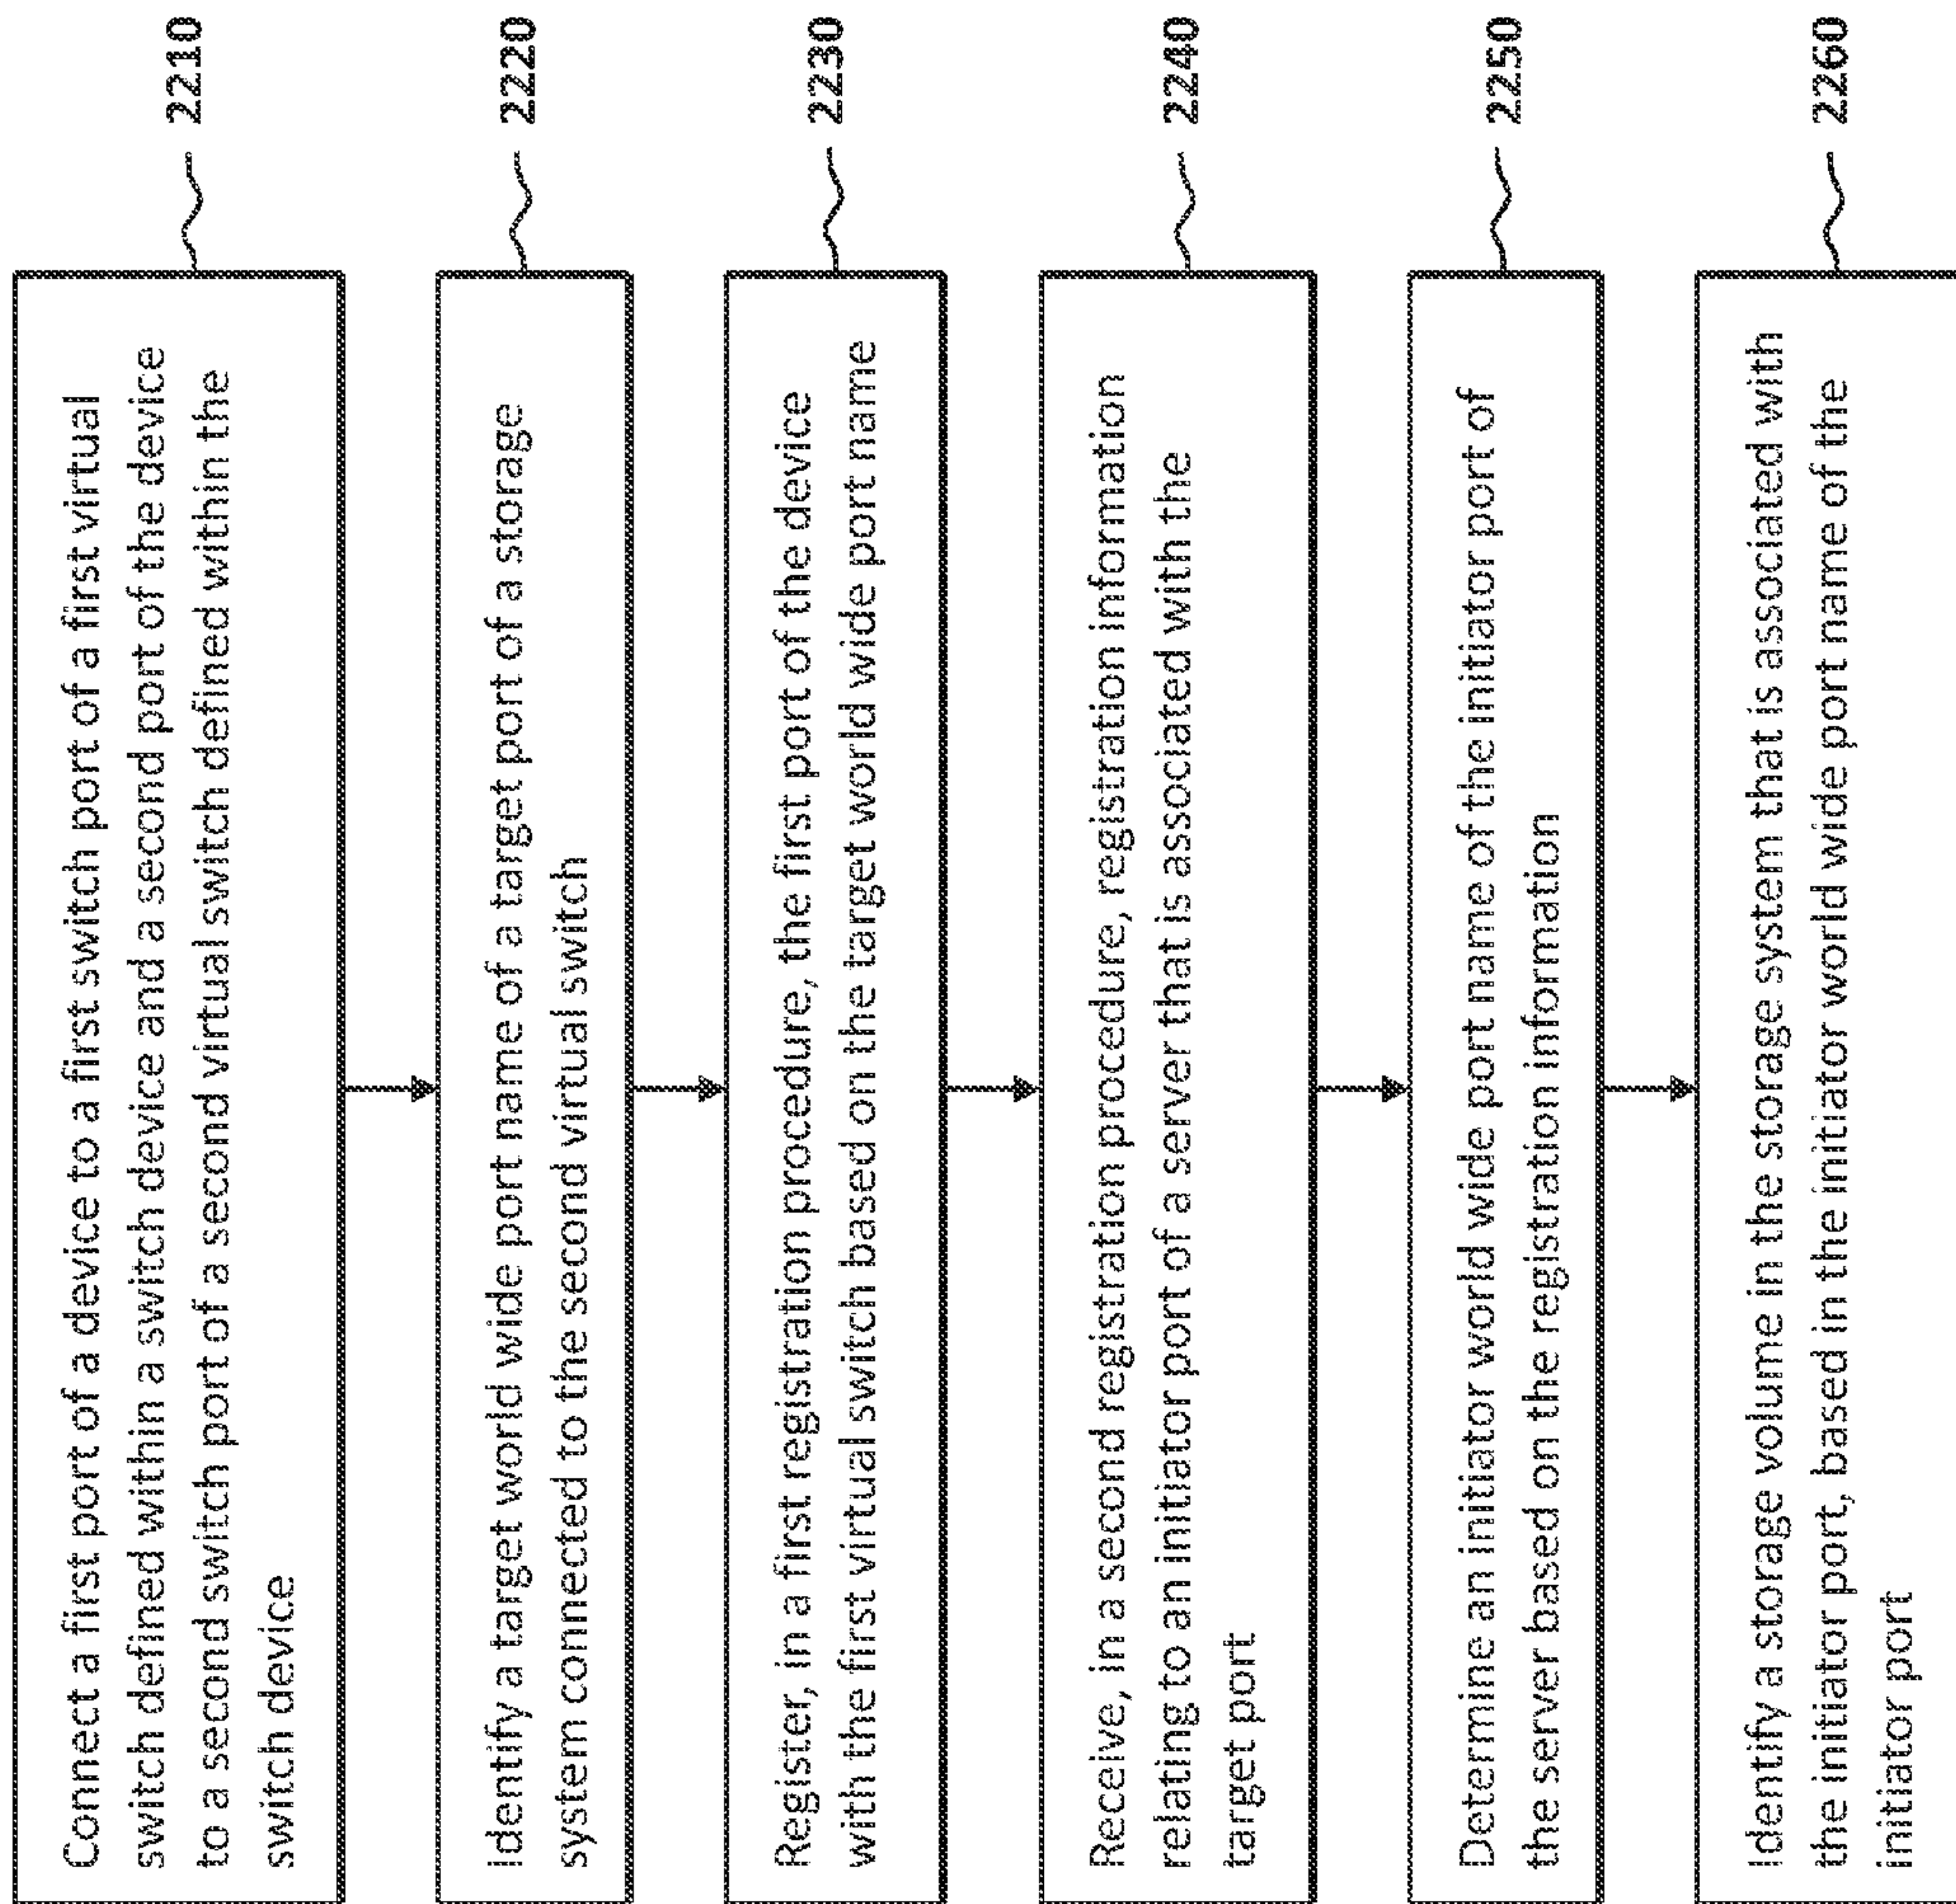 Connect a first port of a device to a first switch port of a first virtual
switch defined within a switch device and a second port of the device
to a second switch port of a second virtual switch defined within the
switch device
2210
Identify a target world wide port name of a target port of a storage
system connected to the second virtual switch
2220
Register, in a first registration procedure, the first port of the device
with the first virtual switch based on the target world wide port name
2230
Receive, in a second registration procedure, registration information
relating to an initiator port of a server that is associated with the
target port
2240
Determine an initiator world wide port name of the initiator port of
the server based on the registration information
2250
Identify a storage volume in the storage system that is associated with
the initiator port, based in the initiator world wide port name of the
initiator port
2260